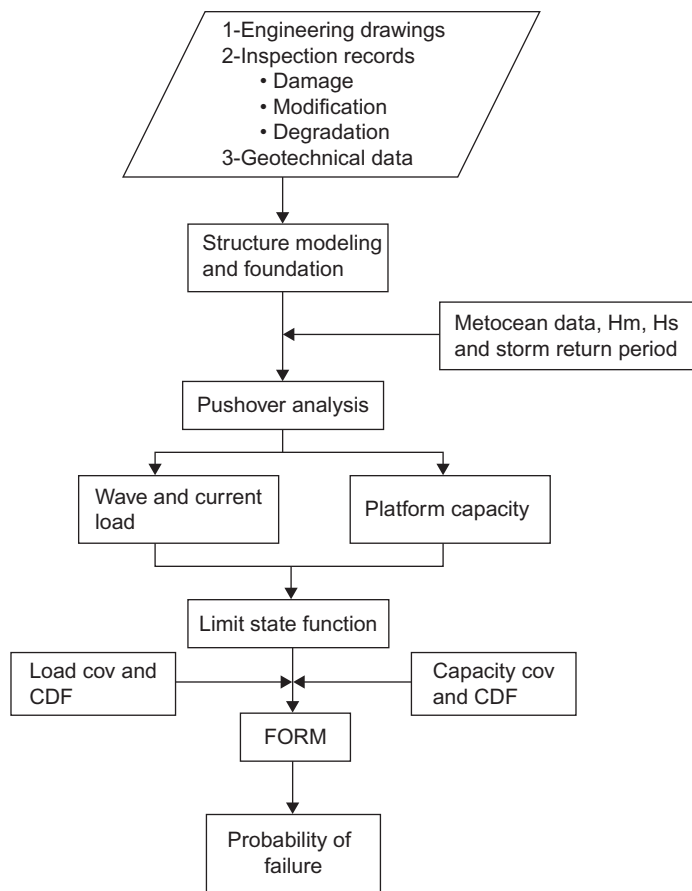 1-Engineering drawings
2-Inspection records
• Damage
• Modification
• Degradation
3-Geotechnical data
Structure modeling
and foundation
Metocean data, Hm, Hs
and storm return period
Pushover analysis
Wave and current
load
Platform capacity
Limit state function
Load cov and
CDF
Capacity cov
and CDF
FORM
Probability of
failure